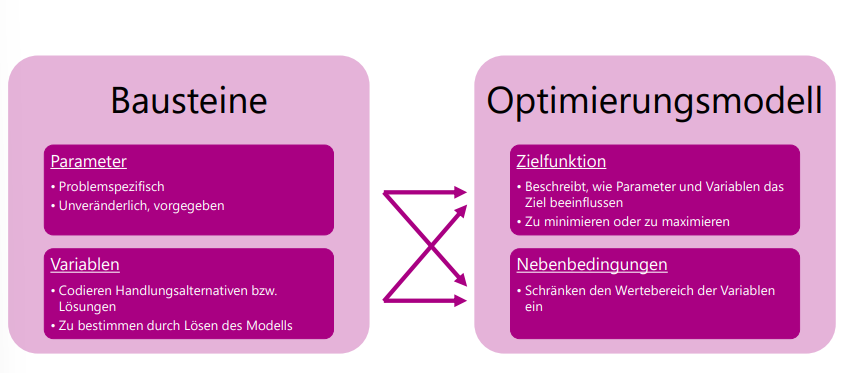 Bausteine
Parameter
• Problemspezifisch
• Unveränderlich, vorgegeben
Variablen
• Codieren Handlungsalternativen bzw.
Lösungen
• Zu bestimmen durch Lösen des Modells
Optimierungsmodell
Zielfunktion
• Beschreibt, wie Parameter und Variablen das
Ziel beeinflussen
• Zu minimieren oder zu maximieren
Nebenbedingungen
• Schränken den Wertebereich der Variablen
ein